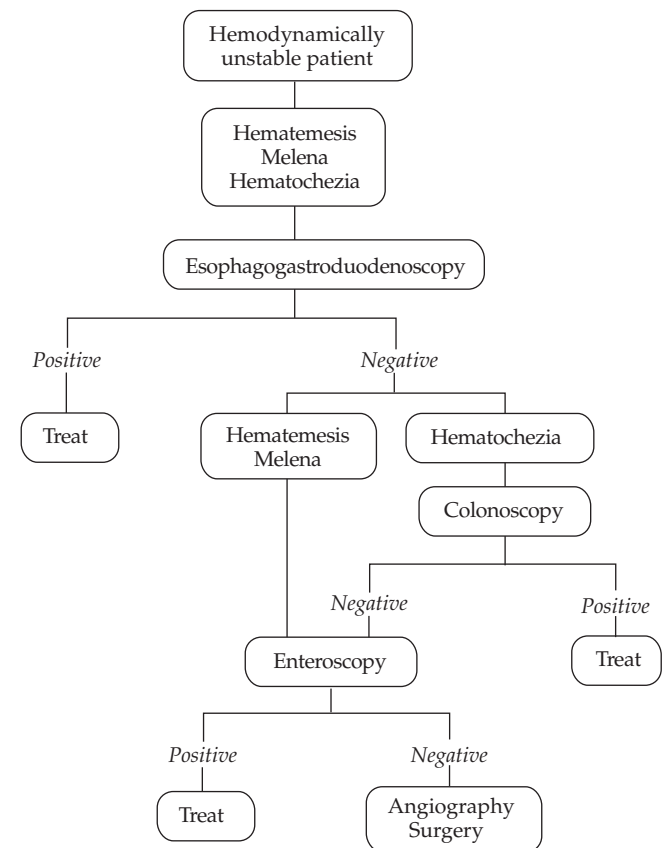 Hemodynamically
unstable patient
Hematemesis
Melena
Hematochezia
Esophagogastroduodenoscopy
Positive
Negative
Treat
Hematemesis
Melena
Hematochezia
Colonoscopy
Negative
Positive
Enteroscopy
Treat
Positive
Negative
Treat
Angiography
Surgery